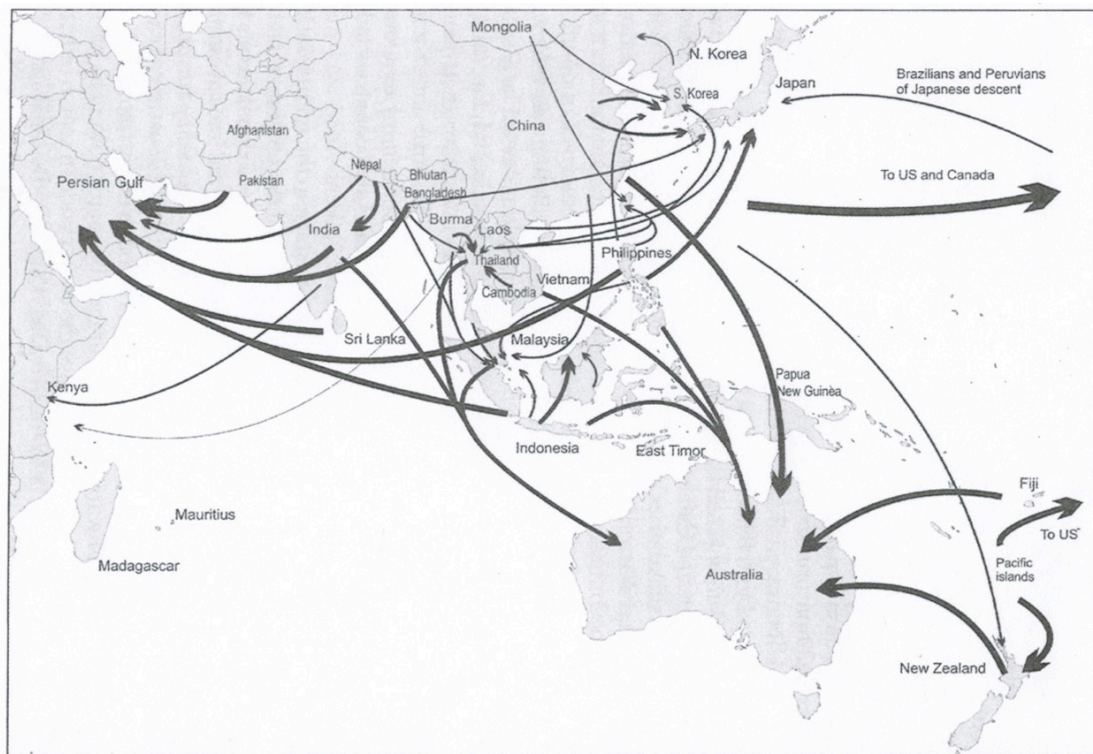 Mongolia
N. Korea
Japan
Brazilians and Peruvians
of Japanese descent
S. Korea
China
Afghanistan
Nepal
Bhutan
Persian Gulf
Pakistan
Bangladesh
To US and Canada
India
Burma
Laos
Thailand
Philippines
Vietnam
Cambodia
Sri Lanka
Malaysia
Kenya
Papua
New Guinea
Indonesia
East Timor
Fiji
Mauritius
To US
Madagascar
Australia
Pacific
islands
New Zealand